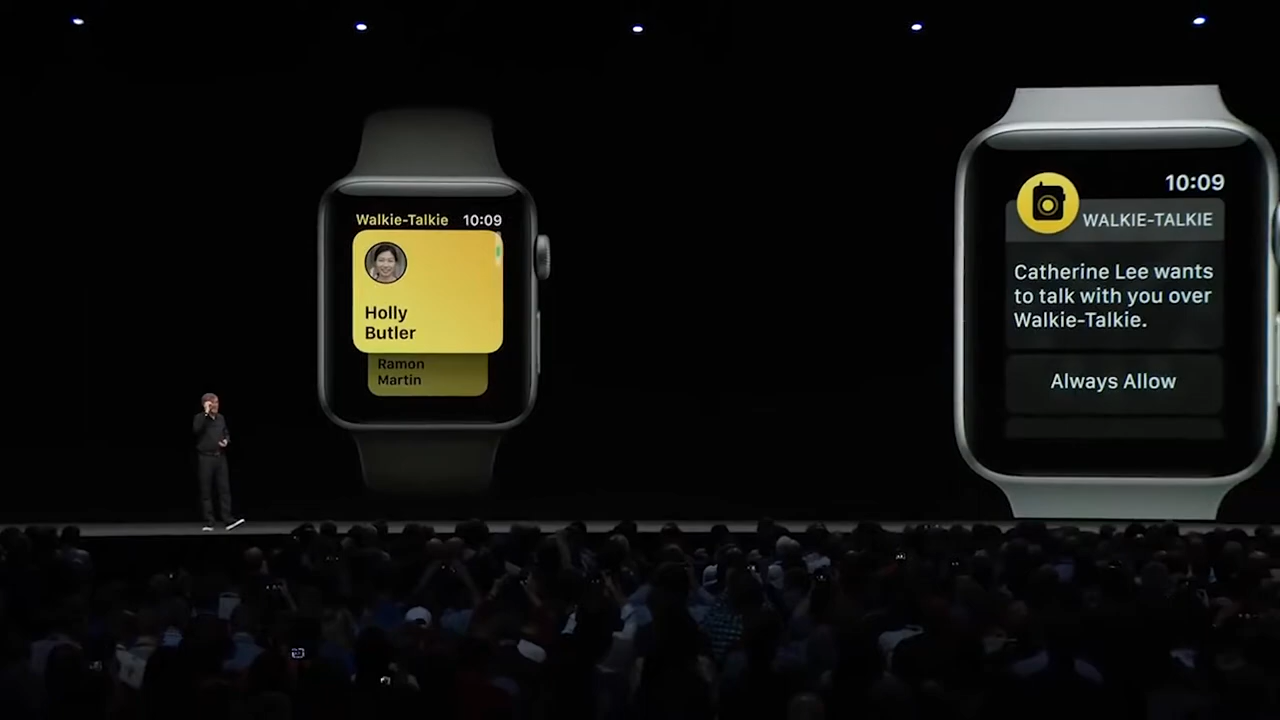 Walkie-Talkie 10:09
Holly
Butler
Ramon
Martin
10:09
WALKIE-TALKIE
Catherine Lee wants
to talk with you over
Walkie-Talkie.
Always Allow